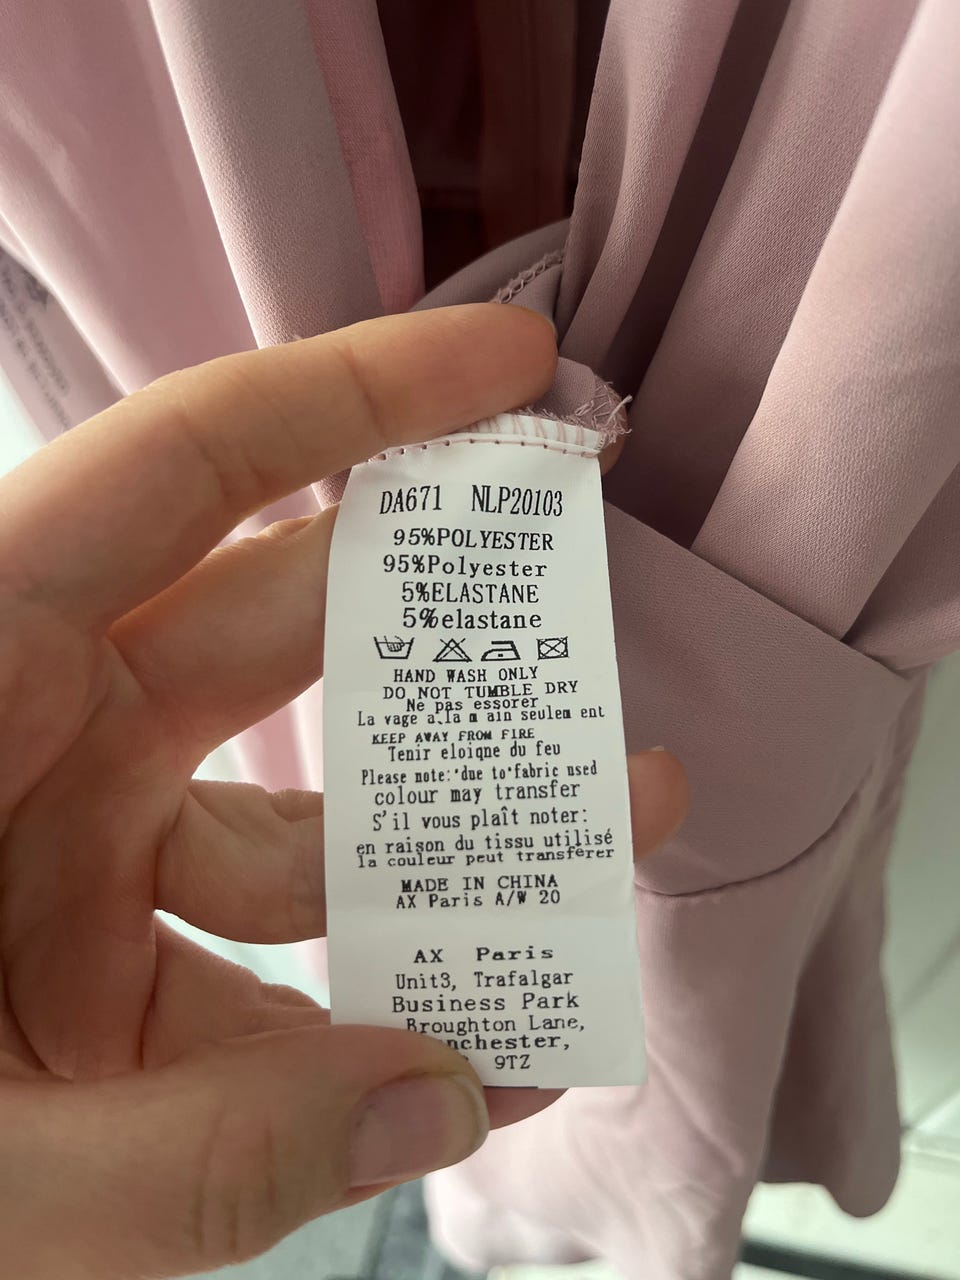 DA671 NLP20103
95%POLYESTER
95%Polyester
5%ELASTANE
5%elastane
HAND WASH ONLY
DO NOT TUMBLE DRY
Ne pas essorer
La vage a la m ain seulem ent
KEEP AWAY FROM FIRE
Tenir eloigne du feu
Please note: due to fabric used
colour may transfer
S'il vous plaît noter:
en raison du tissu utilisé
la couleur peut transférer
MADE IN CHINA
AX Paris A/W 20
AX Paris
Unit3, Trafalgar
Business Park
Broughton Lane,
nchester,
9TZ